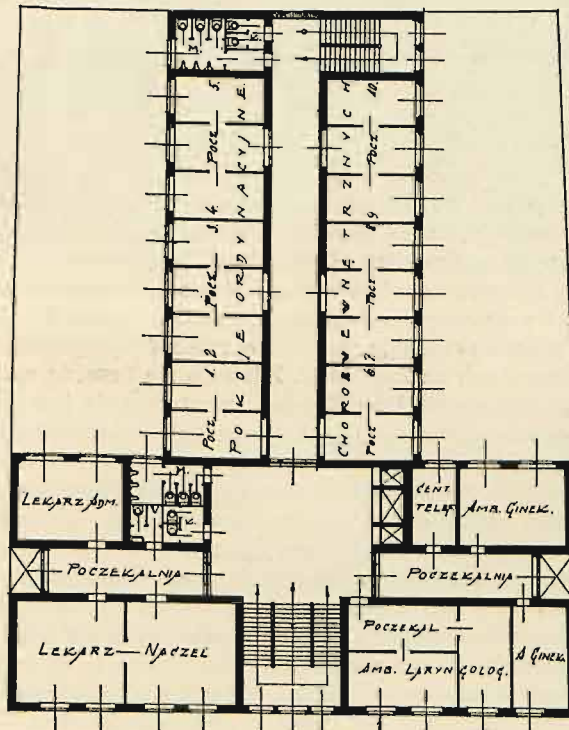 M.
K.
POCZ. 5.
POCZ. 3. 4.
POCZ. 1. 2
POKOJE ORDYNACYJNE.
CHOROB WEWNETRZNYCH
POCZ 10.
POCZ 8. 9
POCZ 6. 7.
LEKARZ ADM.
M.
K.
CENT. TELEF.
AMB. GINEK.
POCZEKALNIA
POCZEKALNIA
LEKARZ NACZEL
POCZEKAL
AMB. LARYNGOLOG.
A GINEK.